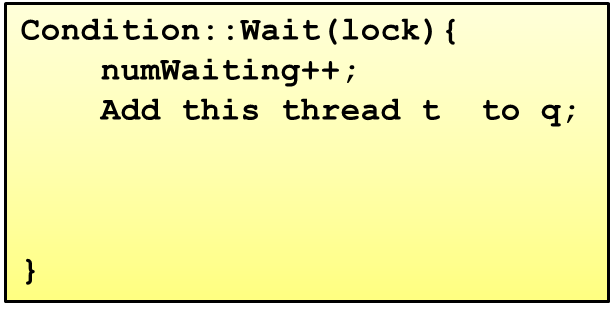 Condition::Wait(lock){
numWaiting++;
Add this thread t to q;
}